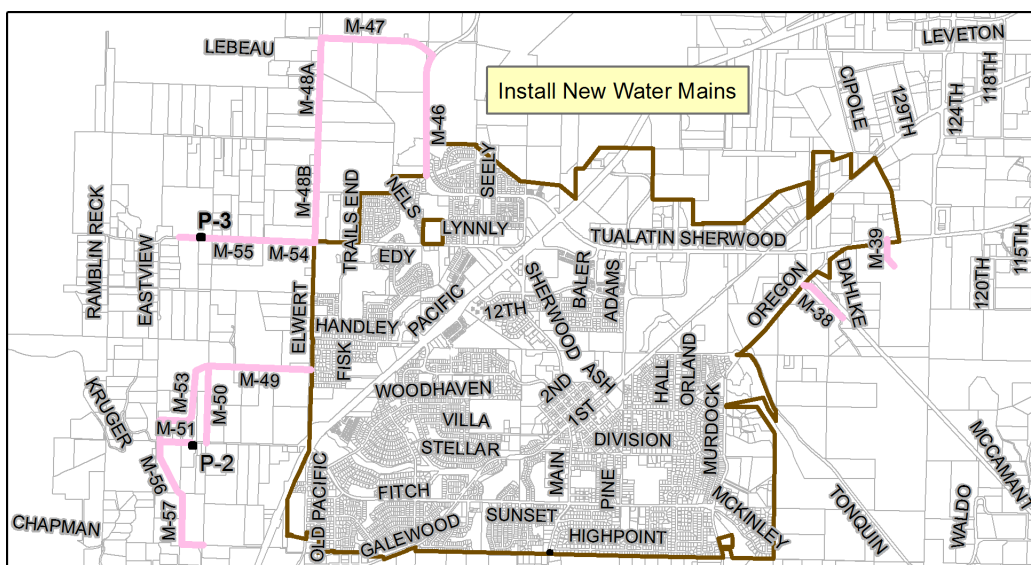 M-47
LEBEAU
LEVETON
Install New Water Mains
M-48A
M-46
CIPOLE
129TH
124TH
118TH
SEELY
TRAILS END
NELS
M-48B
RAMBLIN RECK
EASTVIEW
P-3
LYNNLY
TUALATIN SHERWOOD
M-55
M-54
EDY
M-39
115TH
120TH
ELWERT
PACIFIC
SHERWOOD
BALER
ADAMS
OREGON
DAHLKE
M-38
12TH
HANDLEY
FISK
M-49
M-53
M-50
KRUGER
WOODHAVEN
2ND
ASH
1ST
HALL
ORLAND
MURDOCK
M-51
VILLA
STELLAR
DIVISION
P-2
MAIN
PINE
MCCAMANT
M-56
M-57
FITCH
SUNSET
MCKINLEY
TONQUIN
WALDO
CHAPMAN
OLD PACIFIC
GALEWOOD
HIGHPOINT